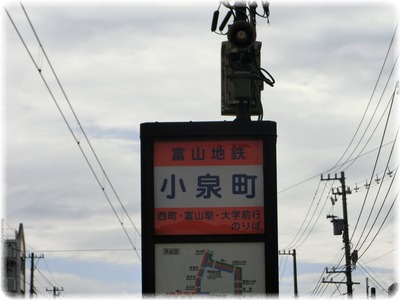 富山地鉄
小泉町
西町・富山駅・大学前行
のりば